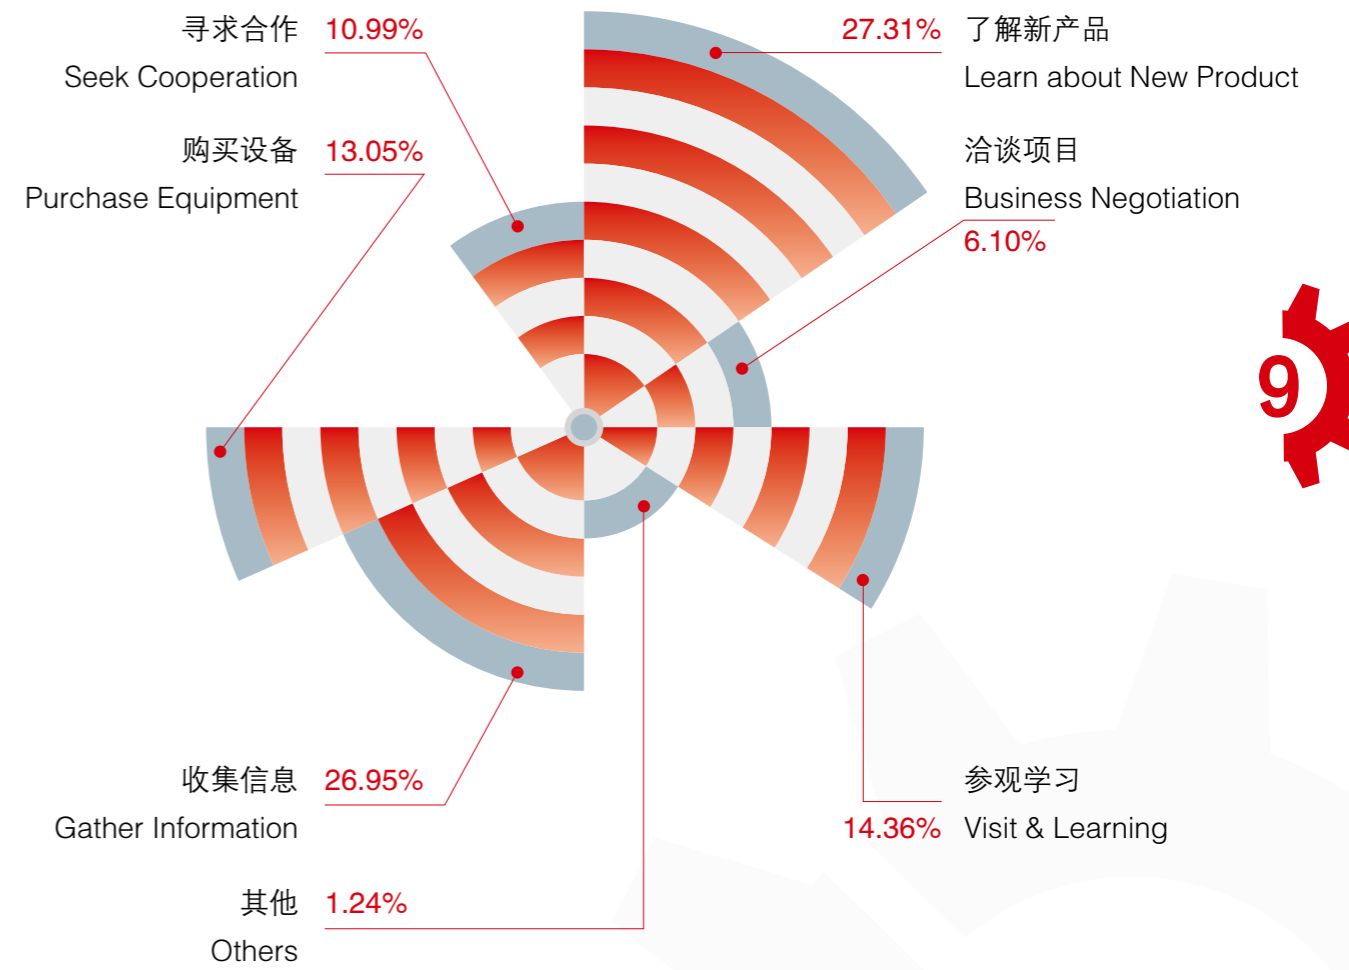 寻求合作 10.99%
Seek Cooperation
购买设备 13.05%
Purchase Equipment
27.31% 了解新产品
Learn about New Product
洽谈项目
Business Negotiation
6.10%
9
收集信息 26.95%
Gather Information
其他 1.24%
Others
参观学习
14.36% Visit & Learning